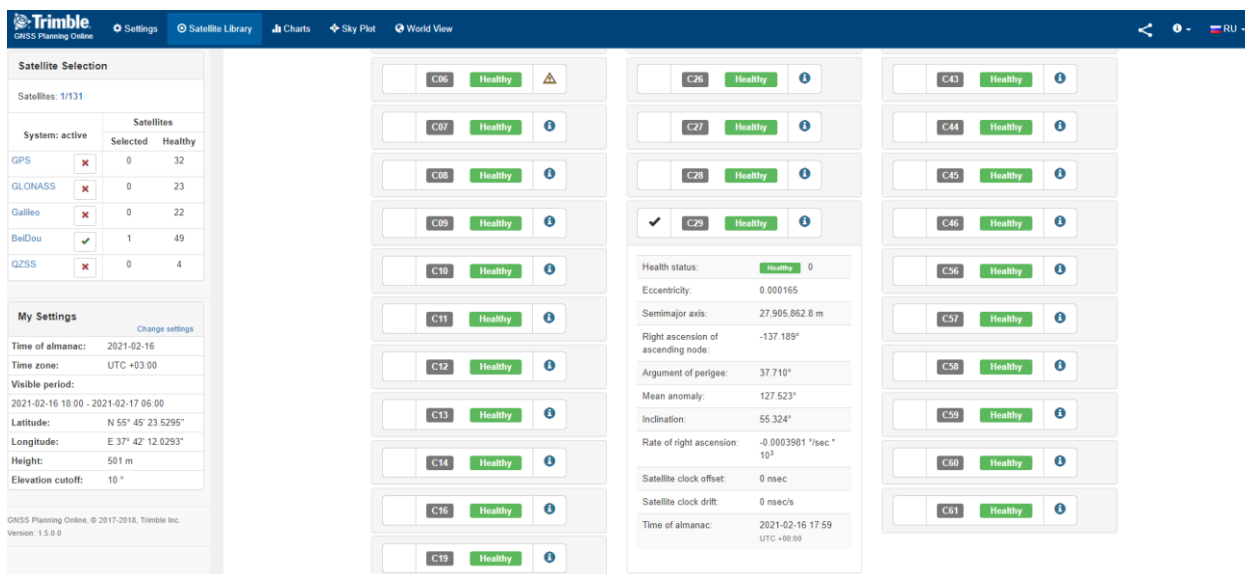 Trimble.
GNSS Planning Online
Settings
Satellite Library
Charts
Sky Plot
World View
RU
Satellite Selection
Satellites: 1/131
System: active
Satellites
Selected Healthy
GPS 0 32
GLONASS 0 23
Galileo 0 22
BeiDou 1 49
QZSS 0 4
My Settings
Change settings
Time of almanac: 2021-02-16
Time zone: UTC +03:00
Visible period:
2021-02-16 18:00 - 2021-02-17 06:00
Latitude: N 55° 45' 23.5295"
Longitude: E 37° 42' 12.0293"
Height: 501 m
Elevation cutoff: 10 °
GNSS Planning Online, © 2017-2018, Trimble Inc.
Version: 1.5.0.0
C06 Healthy
C07 Healthy
C08 Healthy
C09 Healthy
C10 Healthy
C11 Healthy
C12 Healthy
C13 Healthy
C14 Healthy
C16 Healthy
C19 Healthy
C26 Healthy
C27 Healthy
C28 Healthy
C29 Healthy
Health status: Healthy 0
Eccentricity: 0.000165
Semimajor axis: 27,905,862.8 m
Right ascension of
ascending node: -137.189°
Argument of perigee: 37.710°
Mean anomaly: 127.523°
Inclination: 55.324°
Rate of right ascension: -0.0003981 °/sec *
10³
Satellite clock offset: 0 nsec
Satellite clock drift: 0 nsec/s
Time of almanac: 2021-02-16 17:59
UTC +00:00
C43 Healthy
C44 Healthy
C45 Healthy
C46 Healthy
C56 Healthy
C57 Healthy
C58 Healthy
C59 Healthy
C60 Healthy
C61 Healthy